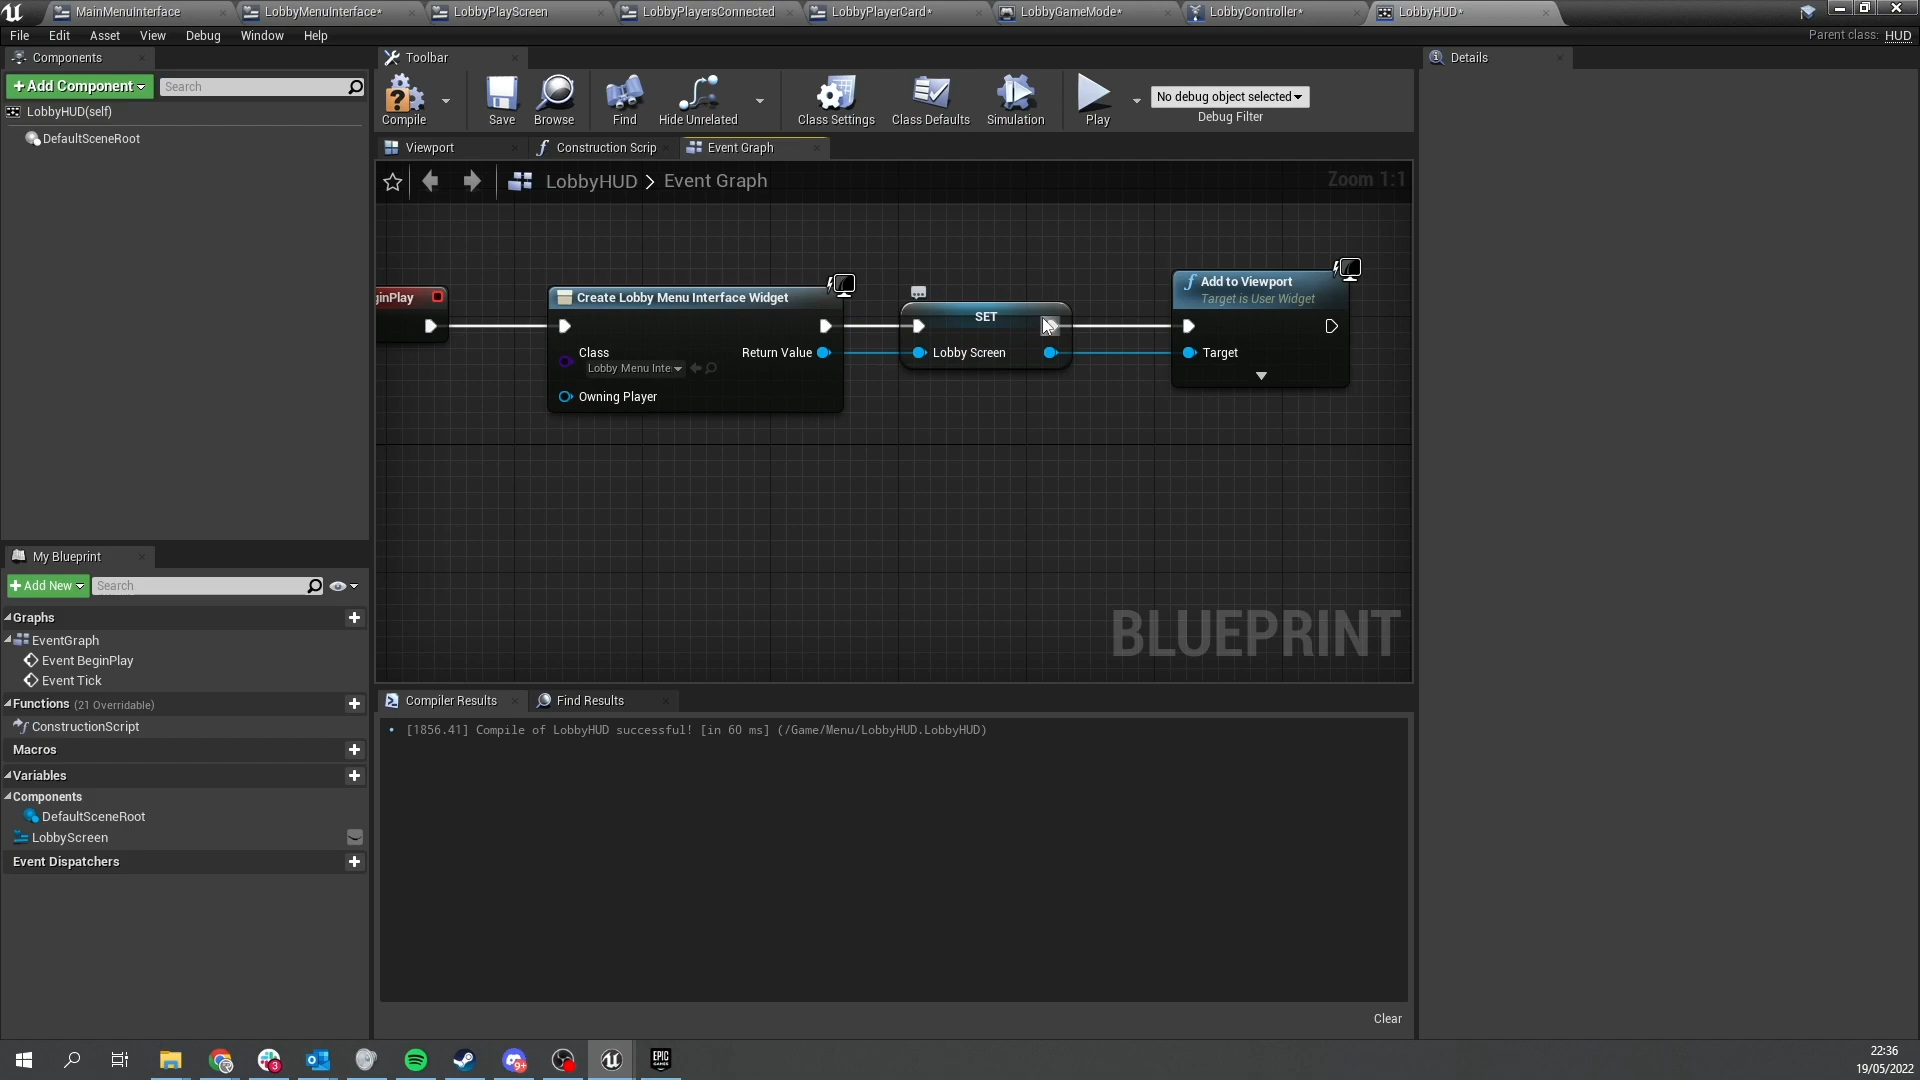 MainMenuInterface
LobbyMenuInterface*
LobbyPlayScreen
LobbyPlayersConnected
LobbyPlayerCard*
LobbyGameMode*
LobbyController*
LobbyHUD*
File Edit Asset View Debug Window Help
Parent class: HUD
Components
Toolbar
Details
+ Add Component
Search
LobbyHUD(self)
DefaultSceneRoot
Compile
Save
Browse
Find
Hide Unrelated
Class Settings
Class Defaults
Simulation
Play
No debug object selected
Debug Filter
Viewport
Construction Scrip
Event Graph
LobbyHUD > Event Graph
Zoom 1:1
ginPlay
Create Lobby Menu Interface Widget
Class
Lobby Menu Inte
Return Value
Owning Player
SET
Lobby Screen
Add to Viewport
Target is User Widget
Target
BLUEPRINT
My Blueprint
+ Add New
Search
Graphs
EventGraph
Event BeginPlay
Event Tick
Functions (21 Overridable)
ConstructionScript
Macros
Variables
Components
DefaultSceneRoot
LobbyScreen
Event Dispatchers
Compiler Results
Find Results
[1856.41] Compile of LobbyHUD successful! [in 60 ms] (/Game/Menu/LobbyHUD.LobbyHUD)
Clear
3
9+
EPIC
GAMES
22:36
19/05/2022